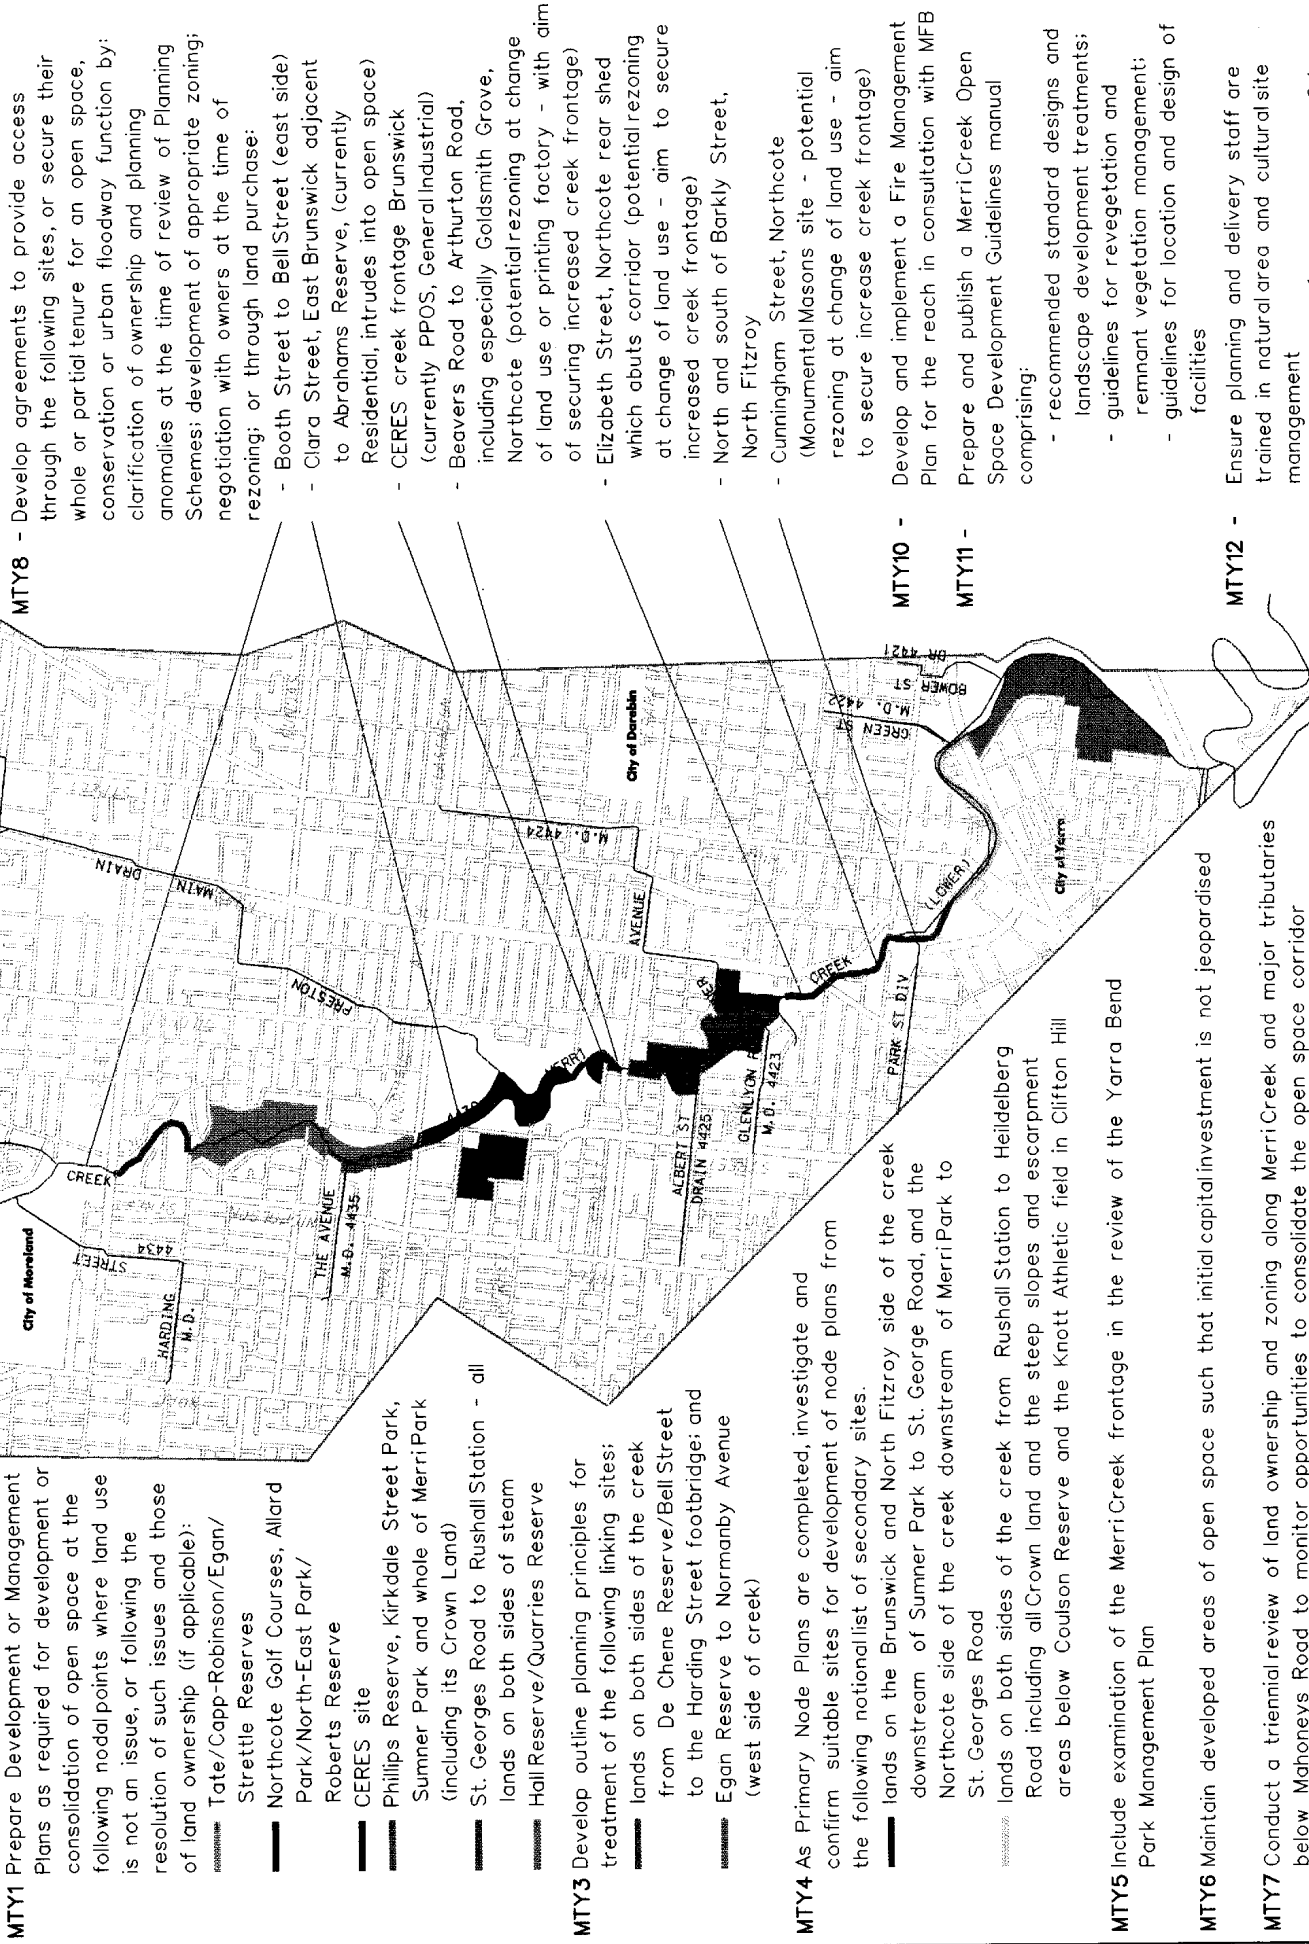 MTY1 Prepare Development or Management
Plans as required for development or
consolidation of open space at the
following nodal points where land use
is not an issue, or following the
resolution of such issues and those
of land ownership (if applicable):
Tate/Capp-Robinson/Egan/
Strettle Reserves
Northcote Golf Courses, Allard
Park/North-East Park/
Roberts Reserve
CERES site
Phillips Reserve, Kirkdale Street Park,
Sumner Park and whole of Merri Park
(including its Crown Land)
St. Georges Road to Rushall Station - all
lands on both sides of steam
Hall Reserve/Quarries Reserve
MTY3 Develop outline planning principles for
treatment of the following linking sites:
lands on both sides of the creek
from De Chene Reserve/Bell Street
to the Harding Street footbridge; and
Egan Reserve to Normanby Avenue
(west side of creek)
MTY4 As Primary Node Plans are completed, investigate and
confirm suitable sites for development of node plans from
the following notional list of secondary sites.
lands on the Brunswick and North Fitzroy side of the creek
downstream of Sumner Park to St. George Road, and the
Northcote side of the creek downstream of Merri Park to
St. Georges Road
lands on both sides of the creek from Rushall Station to Heidelberg
Road including all Crown land and the steep slopes and escarpment
areas below Coulson Reserve and the Knott Athletic field in Clifton Hill
MTY5 Include examination of the Merri Creek frontage in the review of the Yarra Bend
Park Management Plan
MTY6 Maintain developed areas of open space such that initial capital investment is not jeopardised
MTY7 Conduct a triennial review of land ownership and zoning along Merri Creek and major tributaries
below Mahoneys Road to monitor opportunities to consolidate the open space corridor
City of Moreland
HARDING
STREET
M.D. 4434
CREEK
THE AVENUE
M.D. 4435
MAIN
DRAIN
PRESTON
ALBERT ST
DRAIN 4425
M.D. 4423
AVENUE
M.D. 4424
City of Darebin
CREEK
PARK ST DIV
(LOWER)
City of Yarra
GREEN ST
M.D. 4422
BOWER ST
DR 4421
MTY8 - Develop agreements to provide access
through the following sites, or secure their
whole or partial tenure for an open space,
conservation or urban floodway function by:
clarification of ownership and planning
anomalies at the time of review of Planning
Schemes; development of appropriate zoning;
negotiation with owners at the time of
rezoning; or through land purchase:
- Booth Street to Bell Street (east side)
- Clara Street, East Brunswick adjacent
to Abrahams Reserve, (currently
Residential, intrudes into open space)
- CERES creek frontage Brunswick
(currently PPOS, General Industrial)
- Beavers Road to Arthurton Road,
including especially Goldsmith Grove,
Northcote (potential rezoning at change
of land use or printing factory - with aim
of securing increased creek frontage)
- Elizabeth Street, Northcote rear shed
which abuts corridor (potential rezoning
at change of land use - aim to secure
increased creek frontage)
- North and south of Barkly Street,
North Fitzroy
- Cunningham Street, Northcote
(Monumental Masons site - potential
rezoning at change of land use - aim
to secure increase creek frontage)
MTY10 - Develop and implement a Fire Management
Plan for the reach in consultation with MFB
MTY11 - Prepare and publish a Merri Creek Open
Space Development Guidelines manual
comprising:
- recommended standard designs and
landscape development treatments;
- guidelines for revegetation and
remnant vegetation management;
- guidelines for location and design of
facilities
MTY12 - Ensure planning and delivery staff are
trained in natural area and cultural site
management